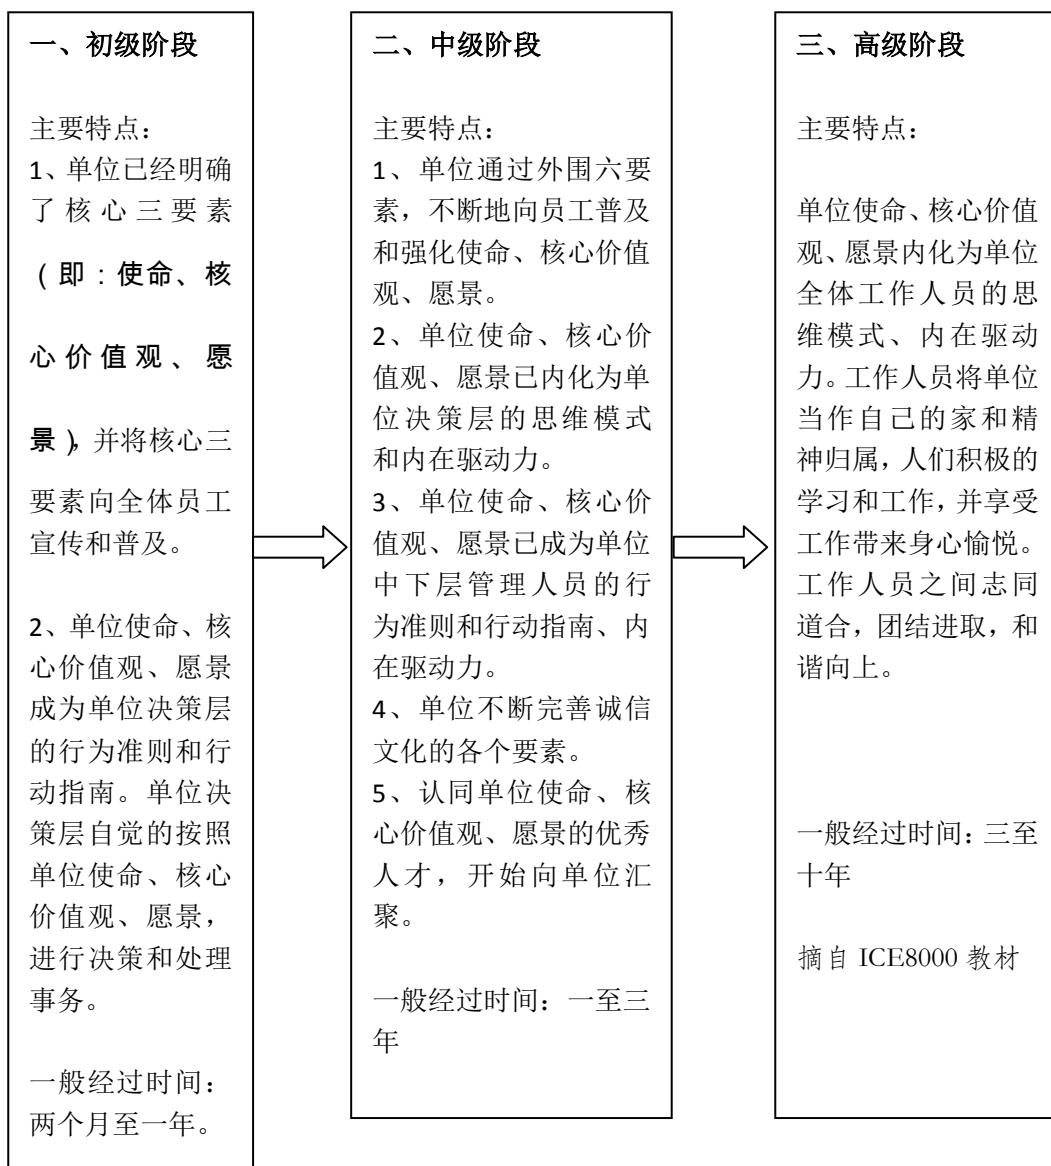 一、初级阶段
主要特点：
1、单位已经明确
了核心三要素
（即：使命、核
心价值观、愿
景），并将核心三
要素向全体员工
宣传和普及。
2、单位使命、核
心价值观、愿景
成为单位决策层
的行为准则和行
动指南。单位决
策层自觉的按照
单位使命、核心
价值观、愿景，
进行决策和处理
事务。
一般经过时间：
两个月至一年。
二、中级阶段
主要特点：
1、单位通过外围六要
素，不断地向员工普及
和强化使命、核心价值
观、愿景。
2、单位使命、核心价
值观、愿景已内化为单
位决策层的思维模式
和内在驱动力。
3、单位使命、核心价
值观、愿景已成为单位
中下层管理人员的行
为准则和行动指南、内
在驱动力。
4、单位不断完善诚信
文化的各个要素。
5、认同单位使命、核
心价值观、愿景的优秀
人才，开始向单位汇
聚。
一般经过时间：一至三
年
三、高级阶段
主要特点：
单位使命、核心价值
观、愿景内化为单位
全体工作人员的思
维模式、内在驱动
力。工作人员将单位
当作自己的家和精
神归属，人们积极的
学习和工作，并享受
工作带来身心愉悦。
工作人员之间志同
道合，团结进取，和
谐向上。
一般经过时间：三至
十年
摘自 ICE8000 教材